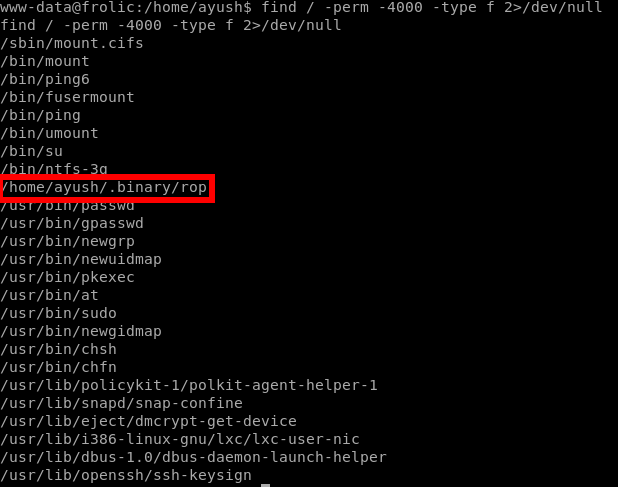 www-data@frolic:/home/ayush$ find / -perm -4000 -type f 2>/dev/null
find / -perm -4000 -type f 2>/dev/null
/sbin/mount.cifs
/bin/mount
/bin/ping6
/bin/fusermount
/bin/ping
/bin/umount
/bin/su
/bin/ntfs-3g
/home/ayush/.binary/rop
/usr/bin/passwd
/usr/bin/gpasswd
/usr/bin/newgrp
/usr/bin/newuidmap
/usr/bin/pkexec
/usr/bin/at
/usr/bin/sudo
/usr/bin/newgidmap
/usr/bin/chsh
/usr/bin/chfn
/usr/lib/policykit-1/polkit-agent-helper-1
/usr/lib/snapd/snap-confine
/usr/lib/eject/dmcrypt-get-device
/usr/lib/i386-linux-gnu/lxc/lxc-user-nic
/usr/lib/dbus-1.0/dbus-daemon-launch-helper
/usr/lib/openssh/ssh-keysign